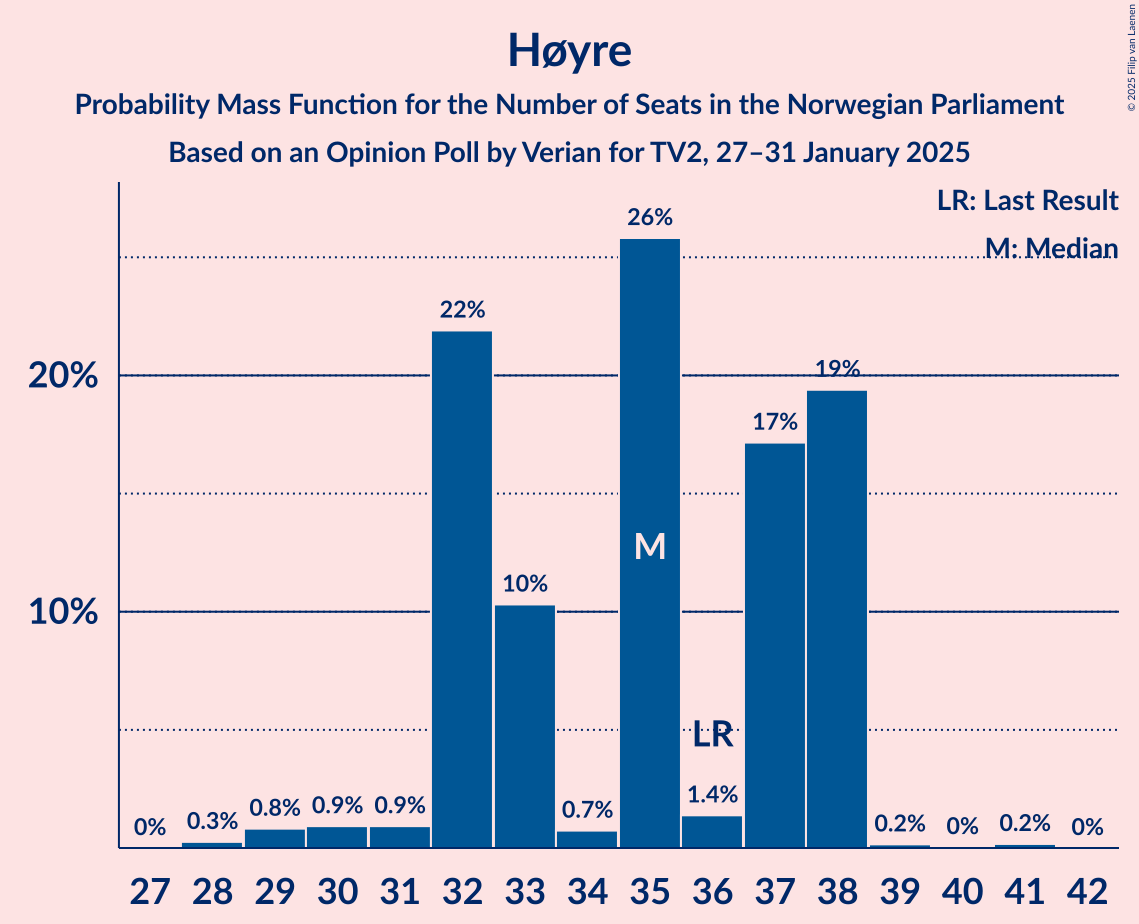 Høyre
Probability Mass Function for the Number of Seats in the Norwegian Parliament
Based on an Opinion Poll by Verian for TV2, 27–31 January 2025
© 2025 Filip van Laenen
LR: Last Result
M: Median
20%
10%
0%
0.3%
0.8%
0.9%
0.9%
22%
10%
0.7%
26%
1.4%
17%
19%
0.2%
0%
0.2%
0%
M
LR
27 28 29 30 31 32 33 34 35 36 37 38 39 40 41 42